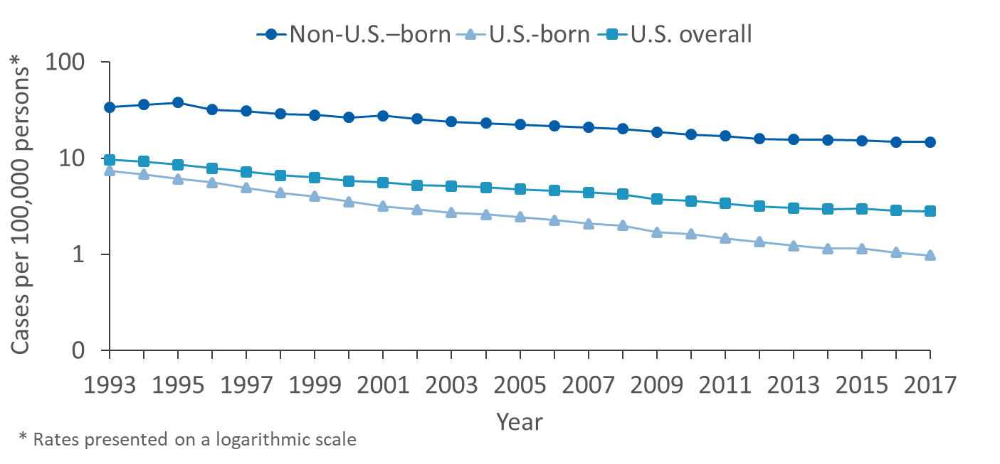 Non-U.S.–born U.S.-born U.S. overall
Cases per 100,000 persons*
100
10
1
0
1993 1995 1997 1999 2001 2003 2005 2007 2009 2011 2013 2015 2017
Year
* Rates presented on a logarithmic scale